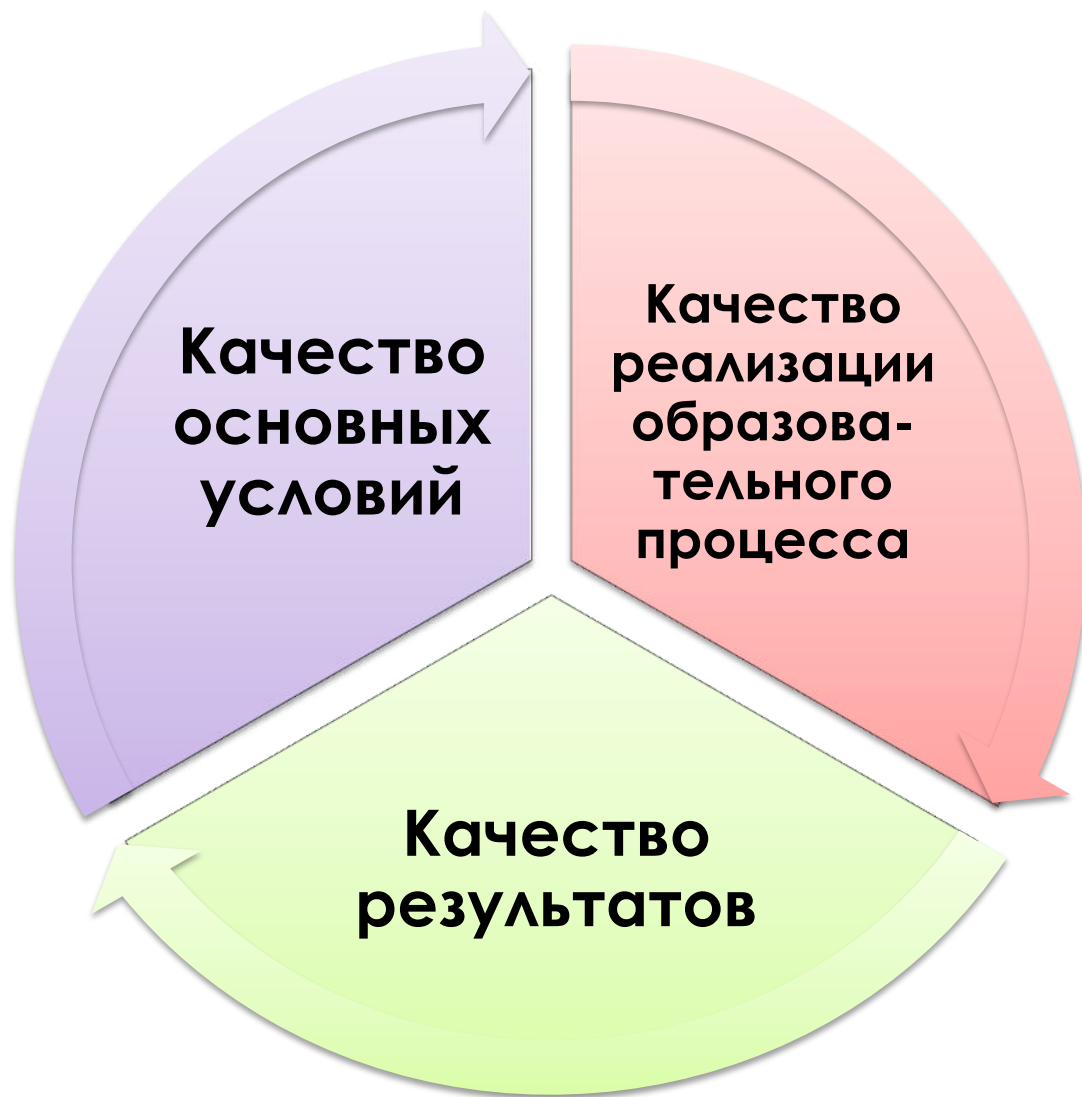 Качество
основных
условий
Качество
реализации
образова-
тельного
процесса
Качество
результатов